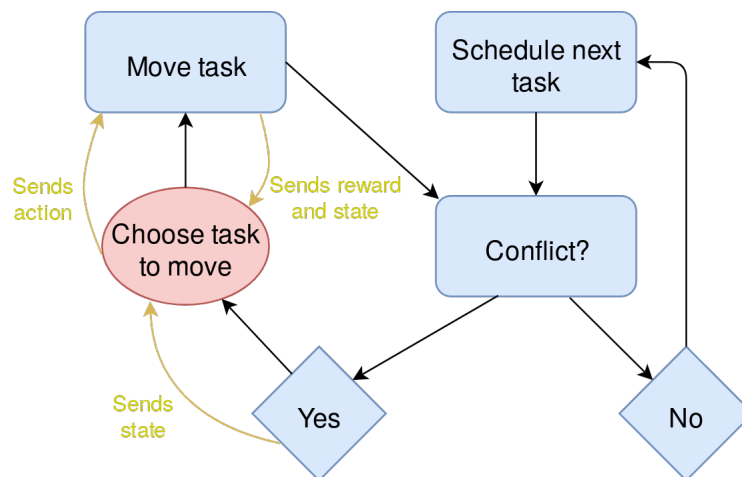 Move task
Schedule next
task
Sends
action
Sends reward
and state
Choose task
to move
Conflict?
Sends
state
Yes
No